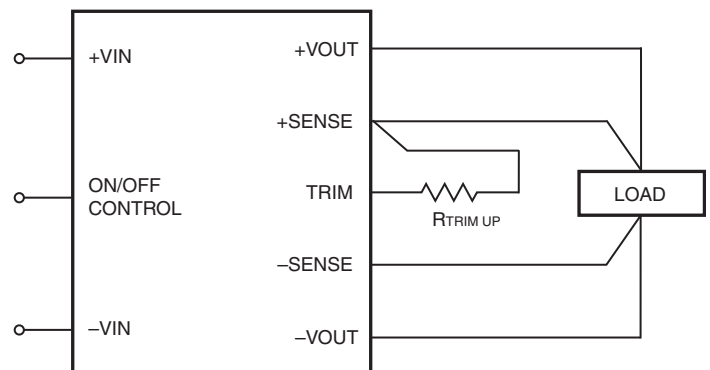 +VIN
ON/OFF
CONTROL
–VIN
+VOUT
+SENSE
TRIM
–SENSE
–VOUT
RTRIM UP
LOAD